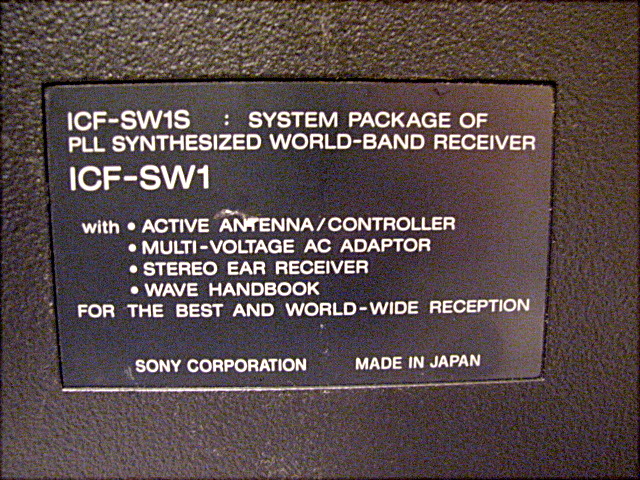 ICF-SW1S : SYSTEM PACKAGE OF
PLL SYNTHESIZED WORLD-BAND RECEIVER
ICF-SW1
with • ACTIVE ANTENNA/CONTROLLER
• MULTI-VOLTAGE AC ADAPTOR
• STEREO EAR RECEIVER
• WAVE HANDBOOK
FOR THE BEST AND WORLD-WIDE RECEPTION
SONY CORPORATION MADE IN JAPAN